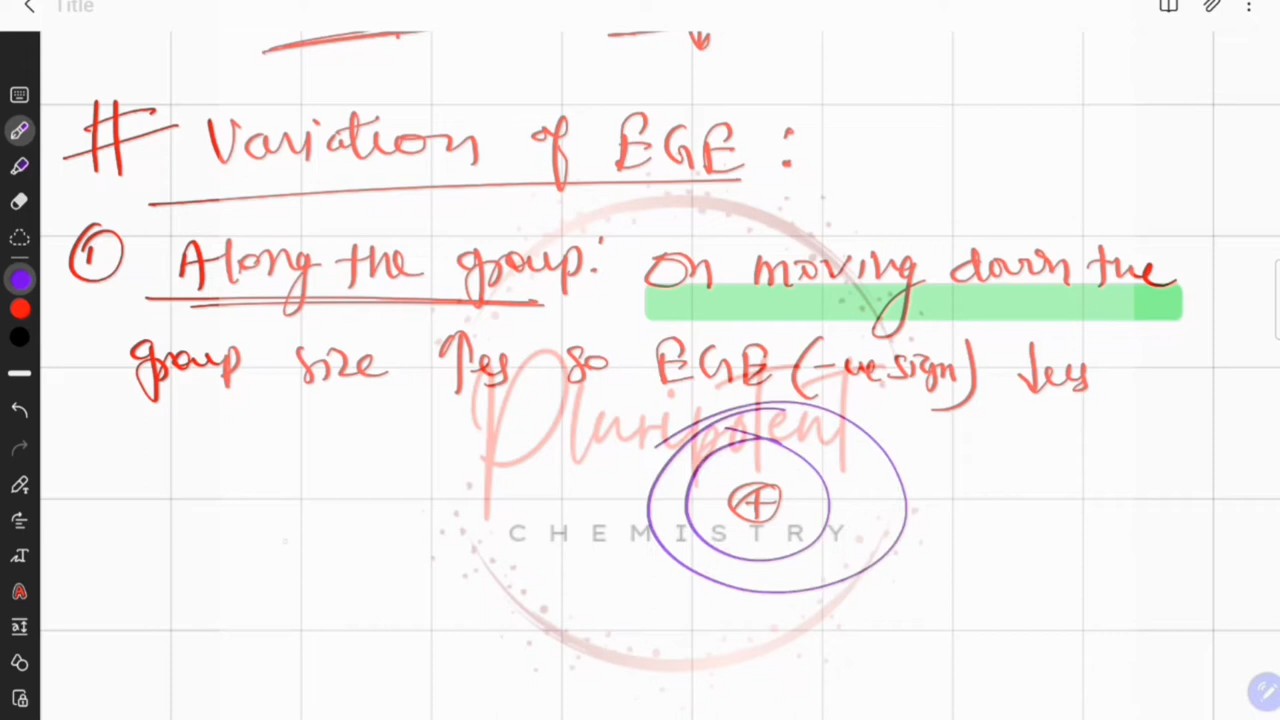 Title
# Variation of EGE :
① Along the group: On moving down the
group size ↑es so EGE (-ve sign) ↓es
Pluripotent
CHEMISTRY
+